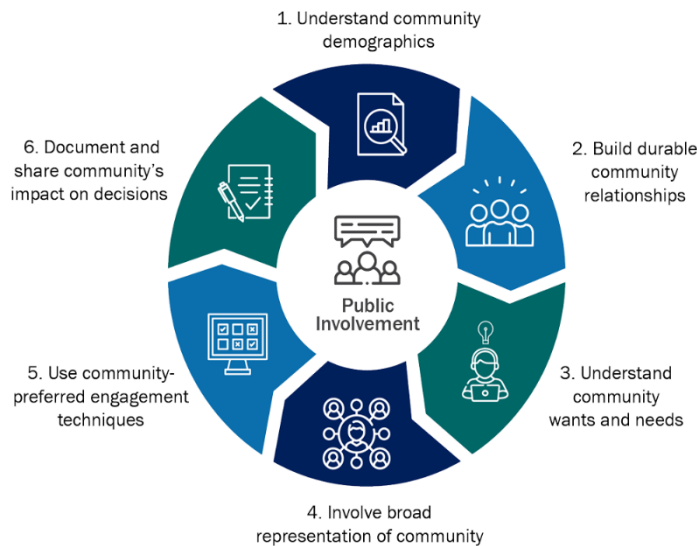 1. Understand community
demographics
2. Build durable
community
relationships
3. Understand
community
wants and needs
4. Involve broad
representation of community
5. Use community-
preferred engagement
techniques
6. Document and
share community’s
impact on decisions
Public
Involvement